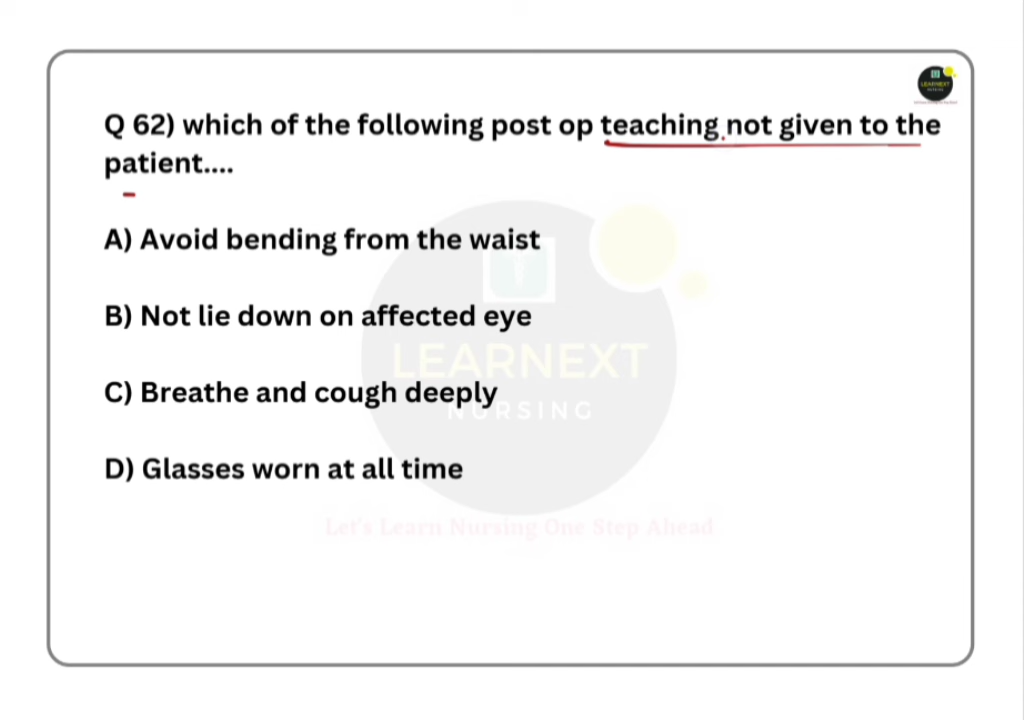 LEARNEXT
Q 62) which of the following post op teaching not given to the
patient....
A) Avoid bending from the waist
B) Not lie down on affected eye
LEARNEXT
C) Breathe and cough deeply
NURSING
D) Glasses worn at all time
Let's Learn Nursing One Step Ahead